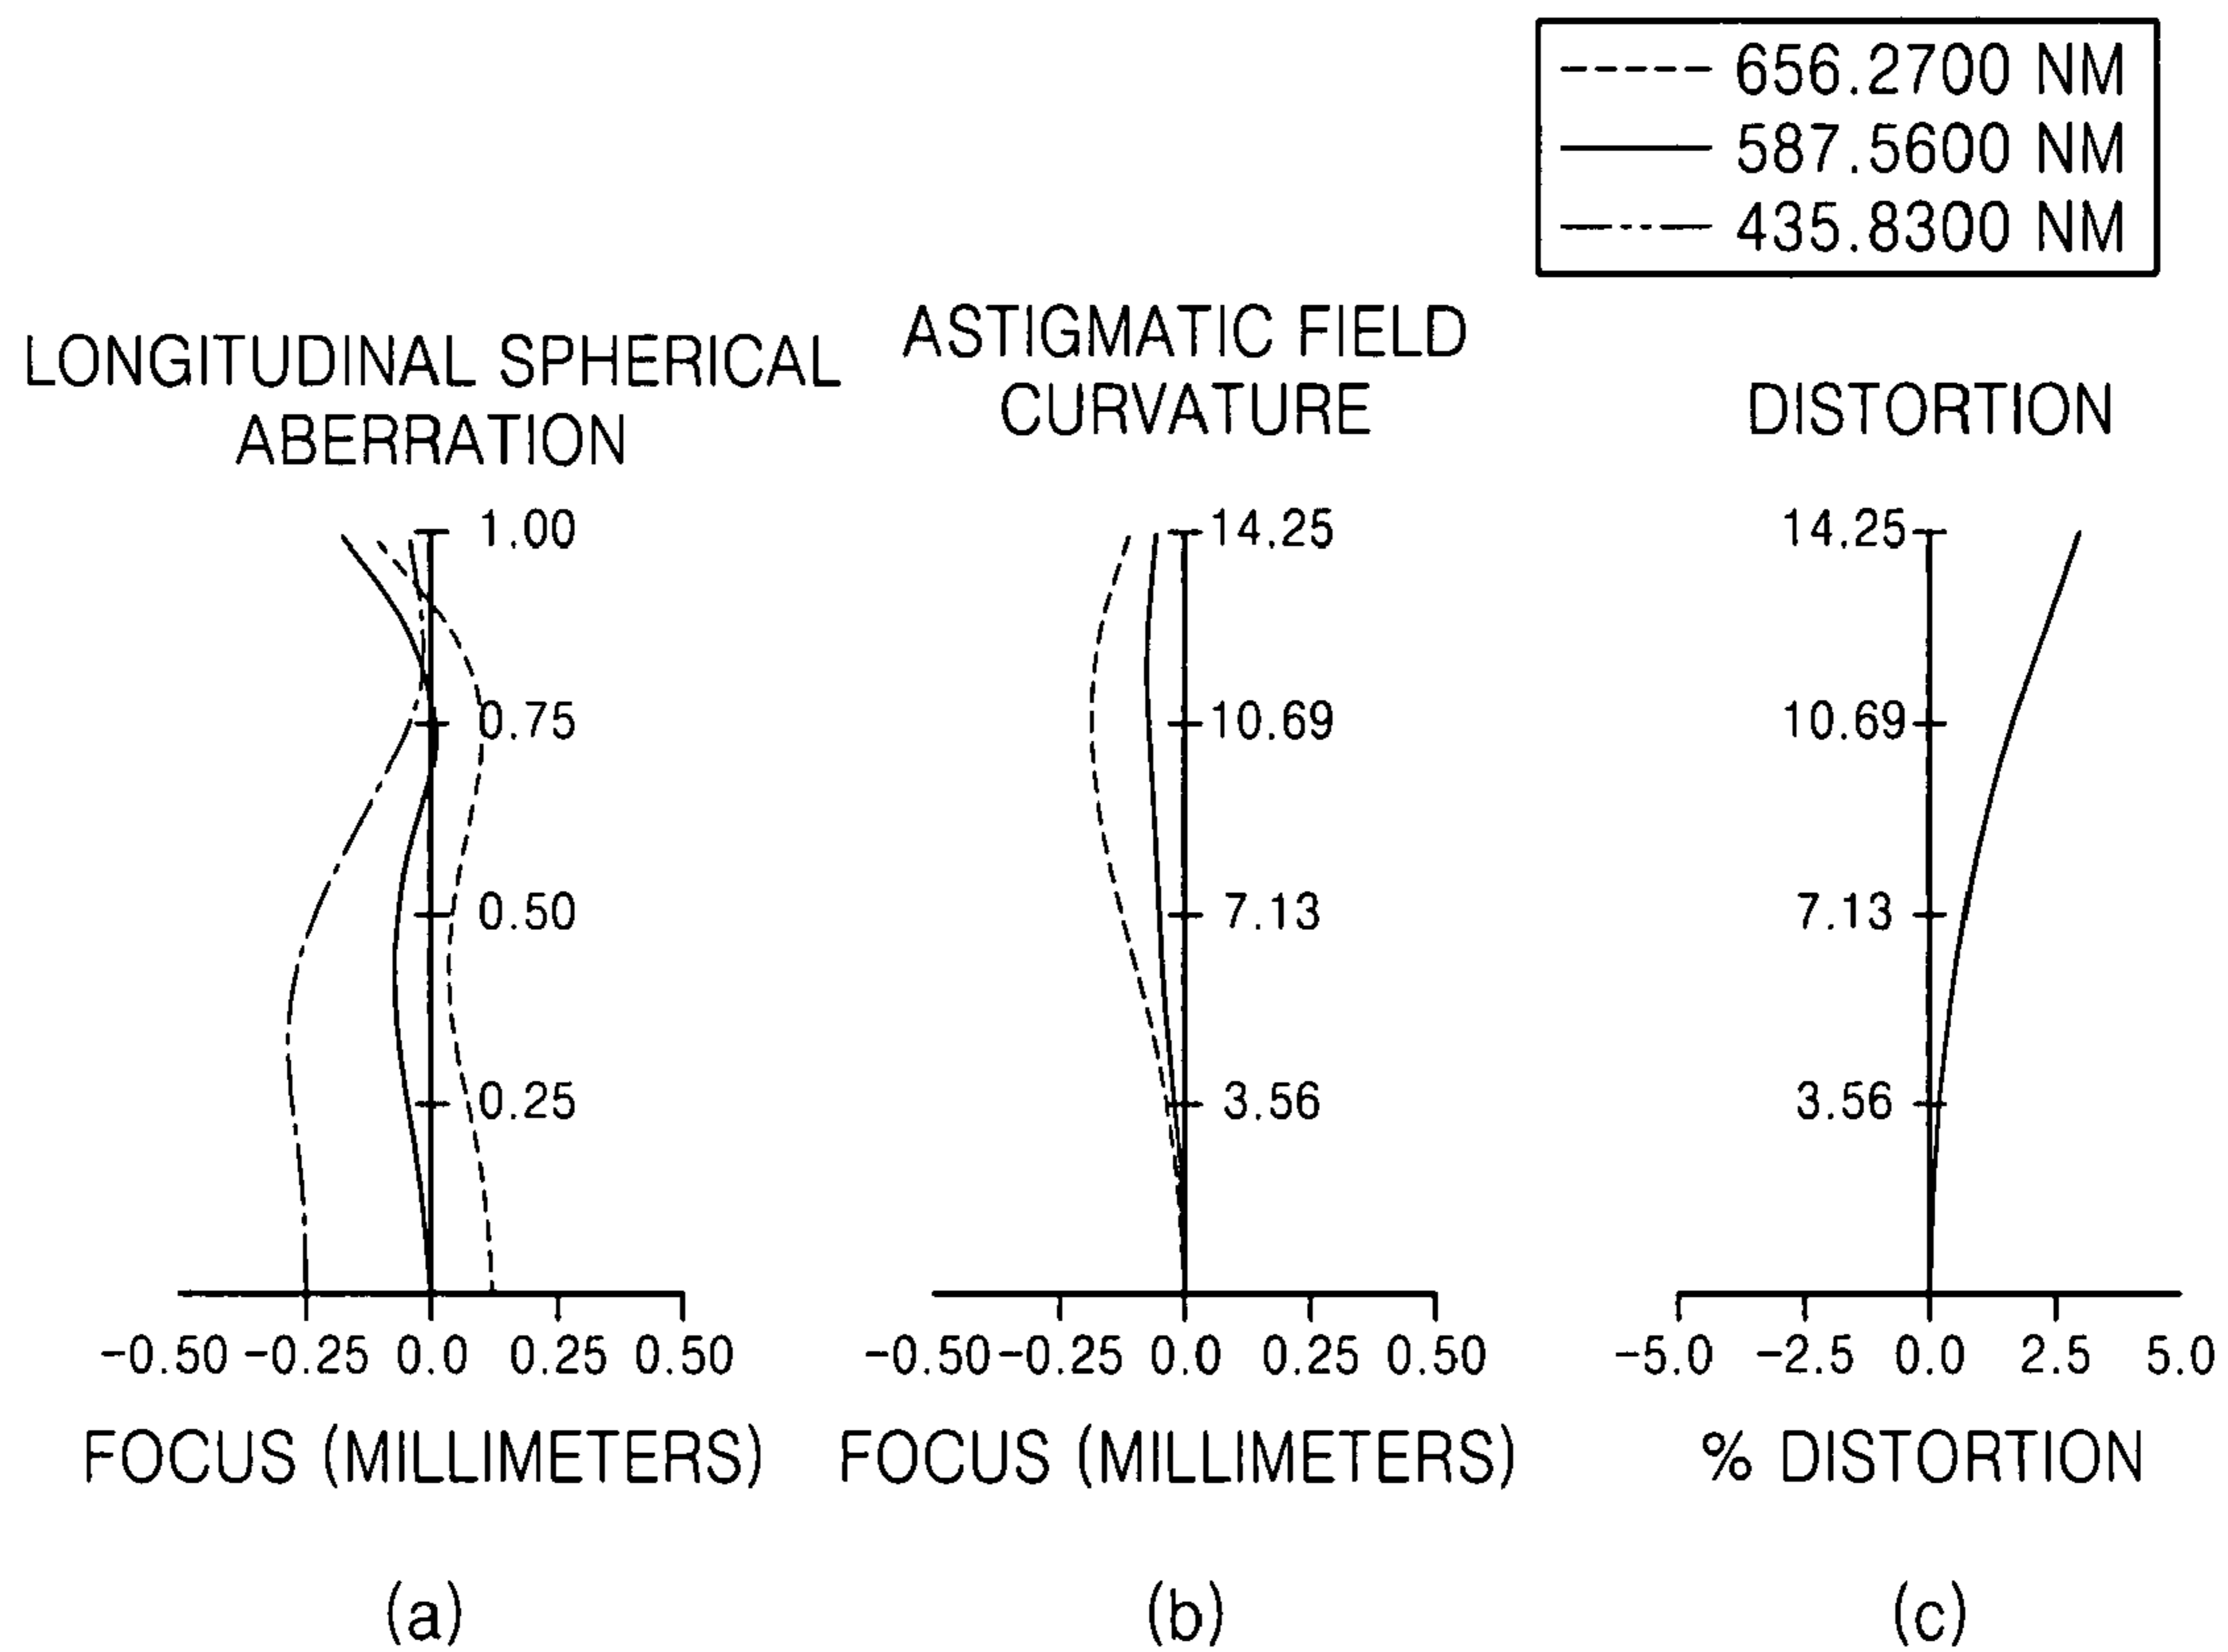 656.2700 NM
587.5600 NM
435.8300 NM
LONGITUDINAL SPHERICAL
ABERRATION
1.00
0.75
0.50
0.25
-0.50 -0.25 0.0 0.25 0.50
FOCUS (MILLIMETERS)
(a)
ASTIGMATIC FIELD
CURVATURE
14.25
10.69
7.13
3.56
-0.50 -0.25 0.0 0.25 0.50
FOCUS (MILLIMETERS)
(b)
DISTORTION
14.25
10.69
7.13
3.56
-5.0 -2.5 0.0 2.5 5.0
% DISTORTION
(c)